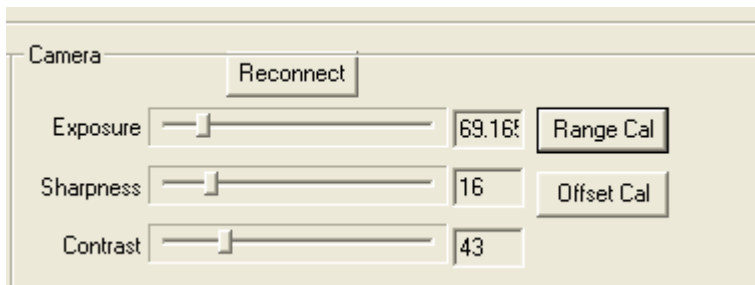 Camera
Reconnect
Exposure 69.165 Range Cal
Sharpness 16 Offset Cal
Contrast 43